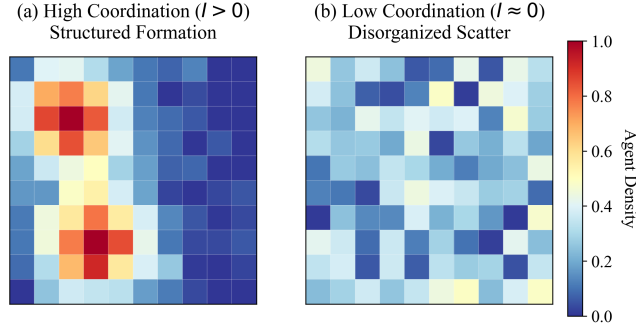 (a) High Coordination (I > 0)
Structured Formation
(b) Low Coordination (I ≈ 0)
Disorganized Scatter
1.0
0.8
0.6
0.4
0.2
0.0
Agent Density